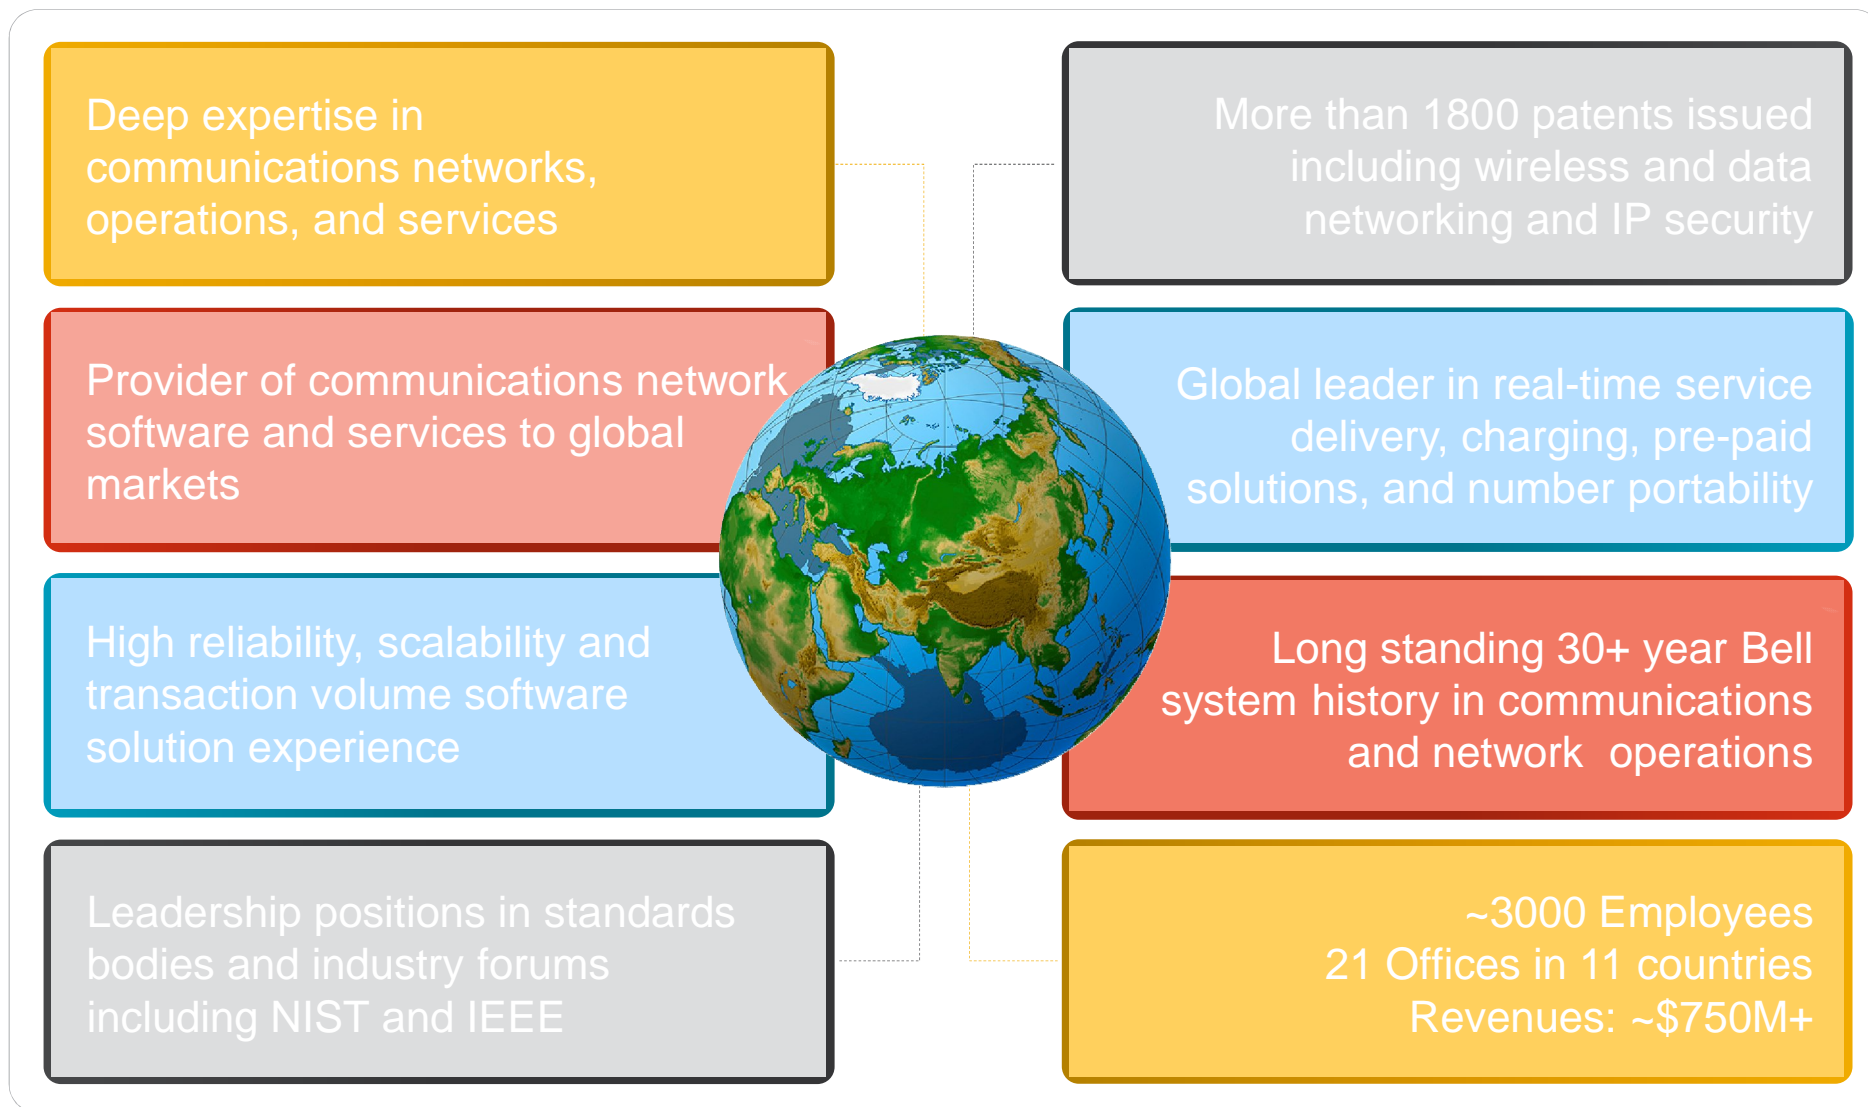 Deep expertise in
communications networks,
operations, and services
Provider of communications network
software and services to global
markets
High reliability, scalability and
transaction volume software
solution experience
Leadership positions in standards
bodies and industry forums
including NIST and IEEE
More than 1800 patents issued
including wireless and data
networking and IP security
Global leader in real-time service
delivery, charging, pre-paid
solutions, and number portability
Long standing 30+ year Bell
system history in communications
and network  operations
~3000 Employees
21 Offices in 11 countries
Revenues: ~$750M+